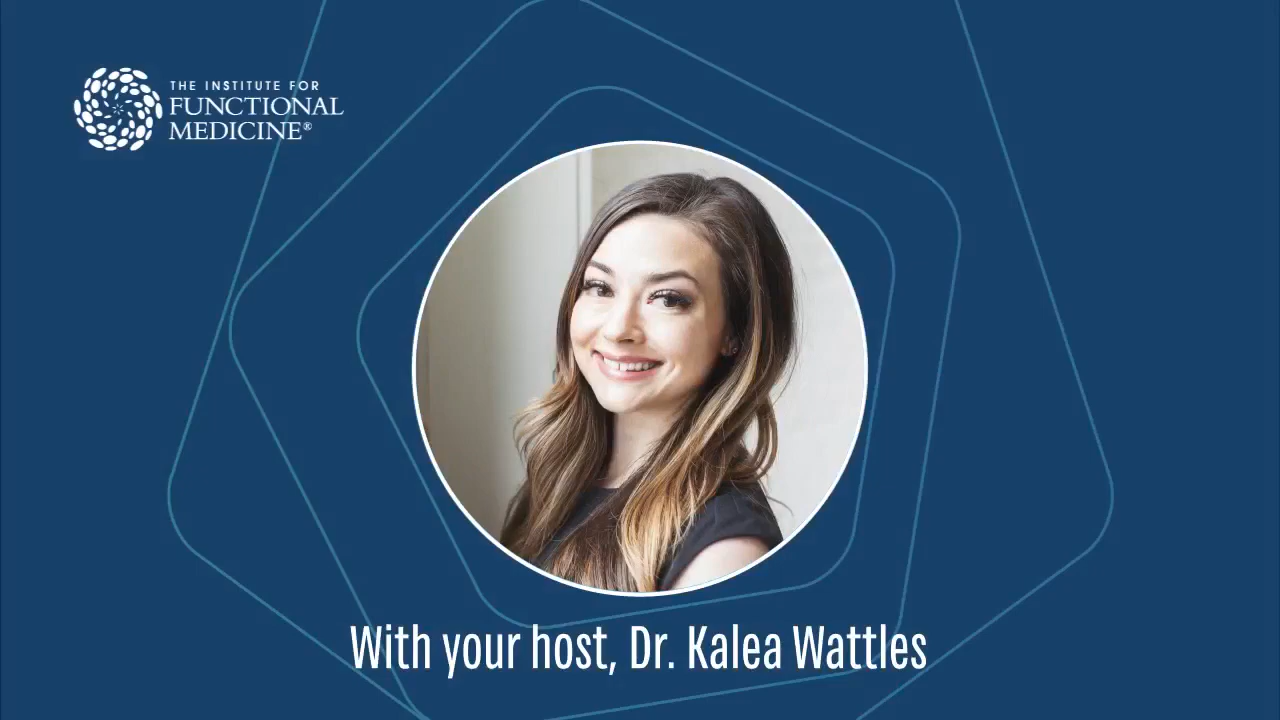 THE INSTITUTE FOR
FUNCTIONAL
MEDICINE®
With your host, Dr. Kalea Wattles